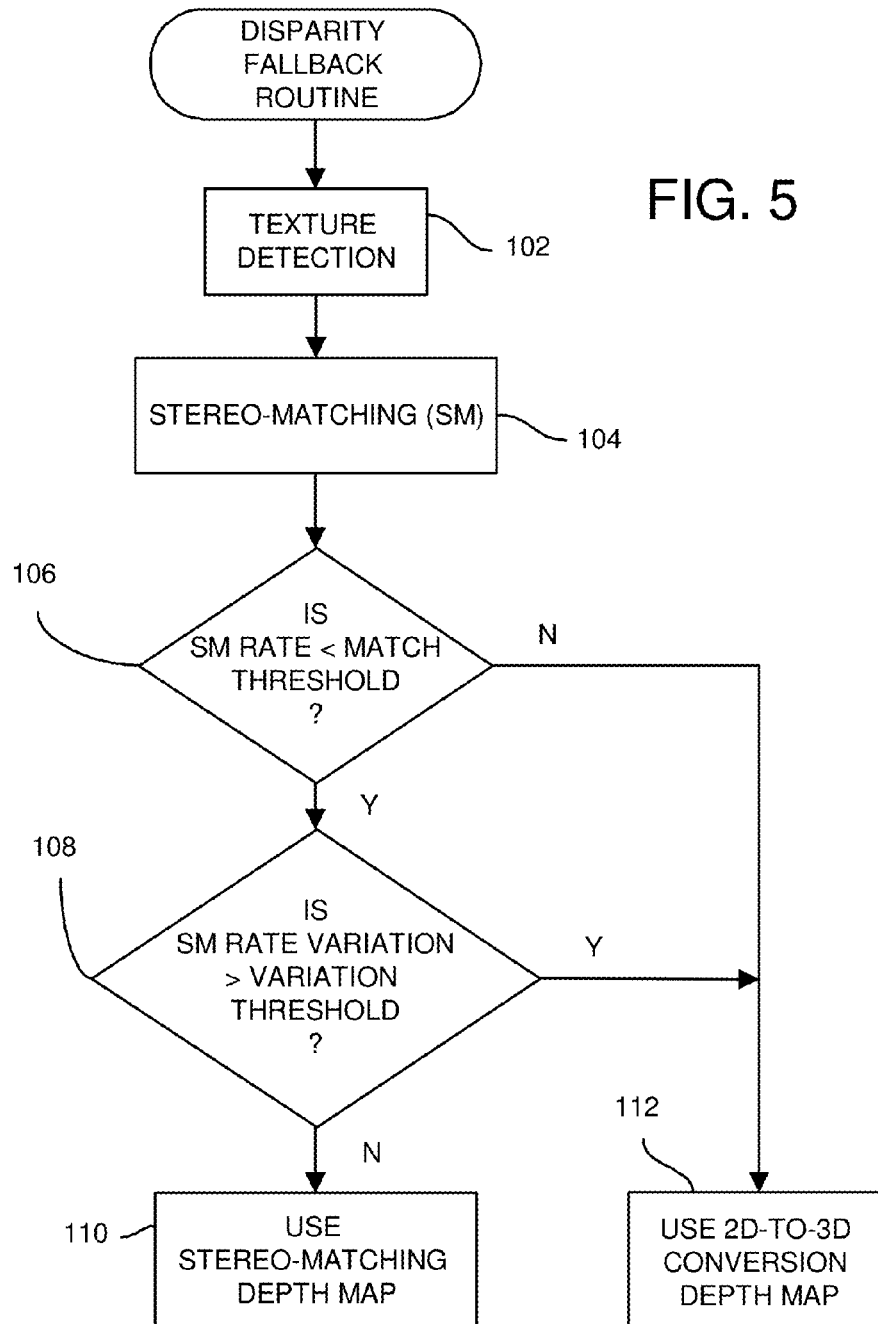 DISPARITY
FALLBACK
ROUTINE
FIG. 5
TEXTURE
DETECTION
102
STEREO-MATCHING (SM)
104
106
IS
SM RATE < MATCH
THRESHOLD
?
N
Y
108
IS
SM RATE VARIATION
> VARIATION
THRESHOLD
?
Y
N
112
110
USE
STEREO-MATCHING
DEPTH MAP
USE 2D-TO-3D
CONVERSION
DEPTH MAP